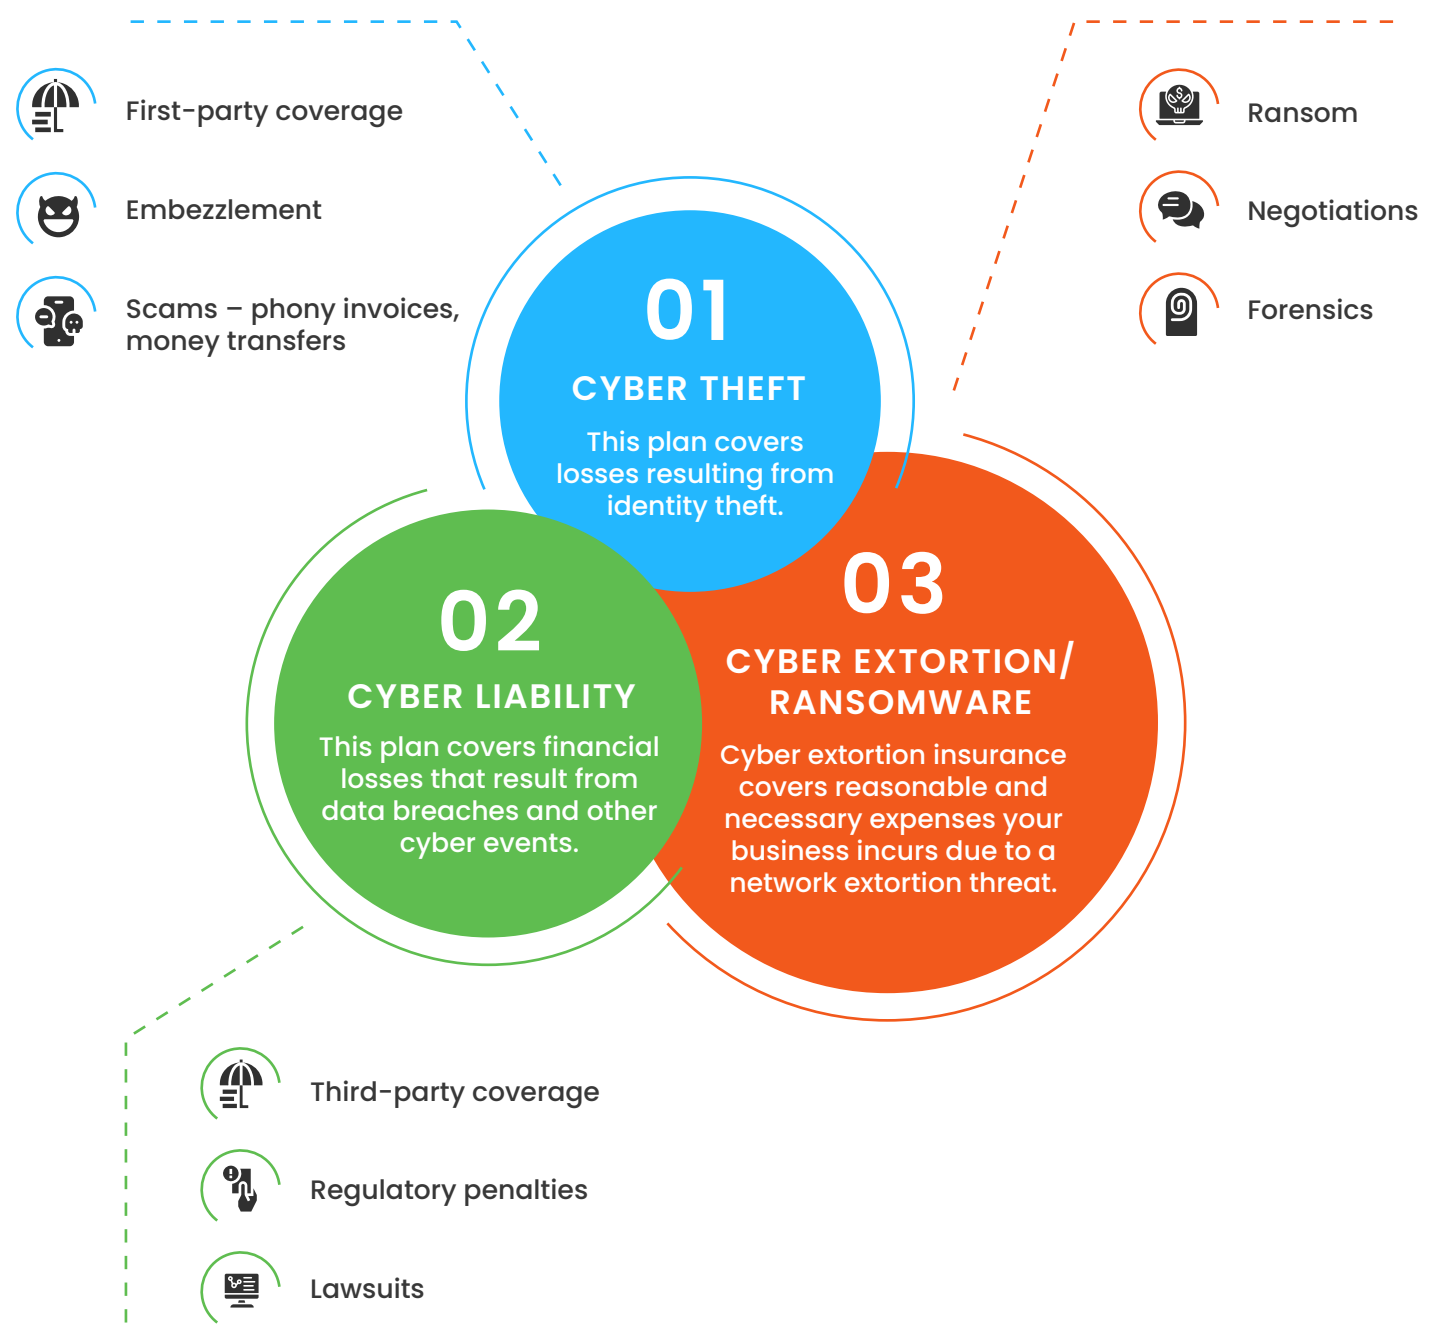 First-party coverage
Embezzlement
Scams – phony invoices,
money transfers
Ransom
Negotiations
Forensics
01
CYBER THEFT
This plan covers
losses resulting from
identity theft.
02
CYBER LIABILITY
This plan covers financial
losses that result from
data breaches and other
cyber events.
03
CYBER EXTORTION/
RANSOMWARE
Cyber extortion insurance
covers reasonable and
necessary expenses your
business incurs due to a
network extortion threat.
Third-party coverage
Regulatory penalties
Lawsuits